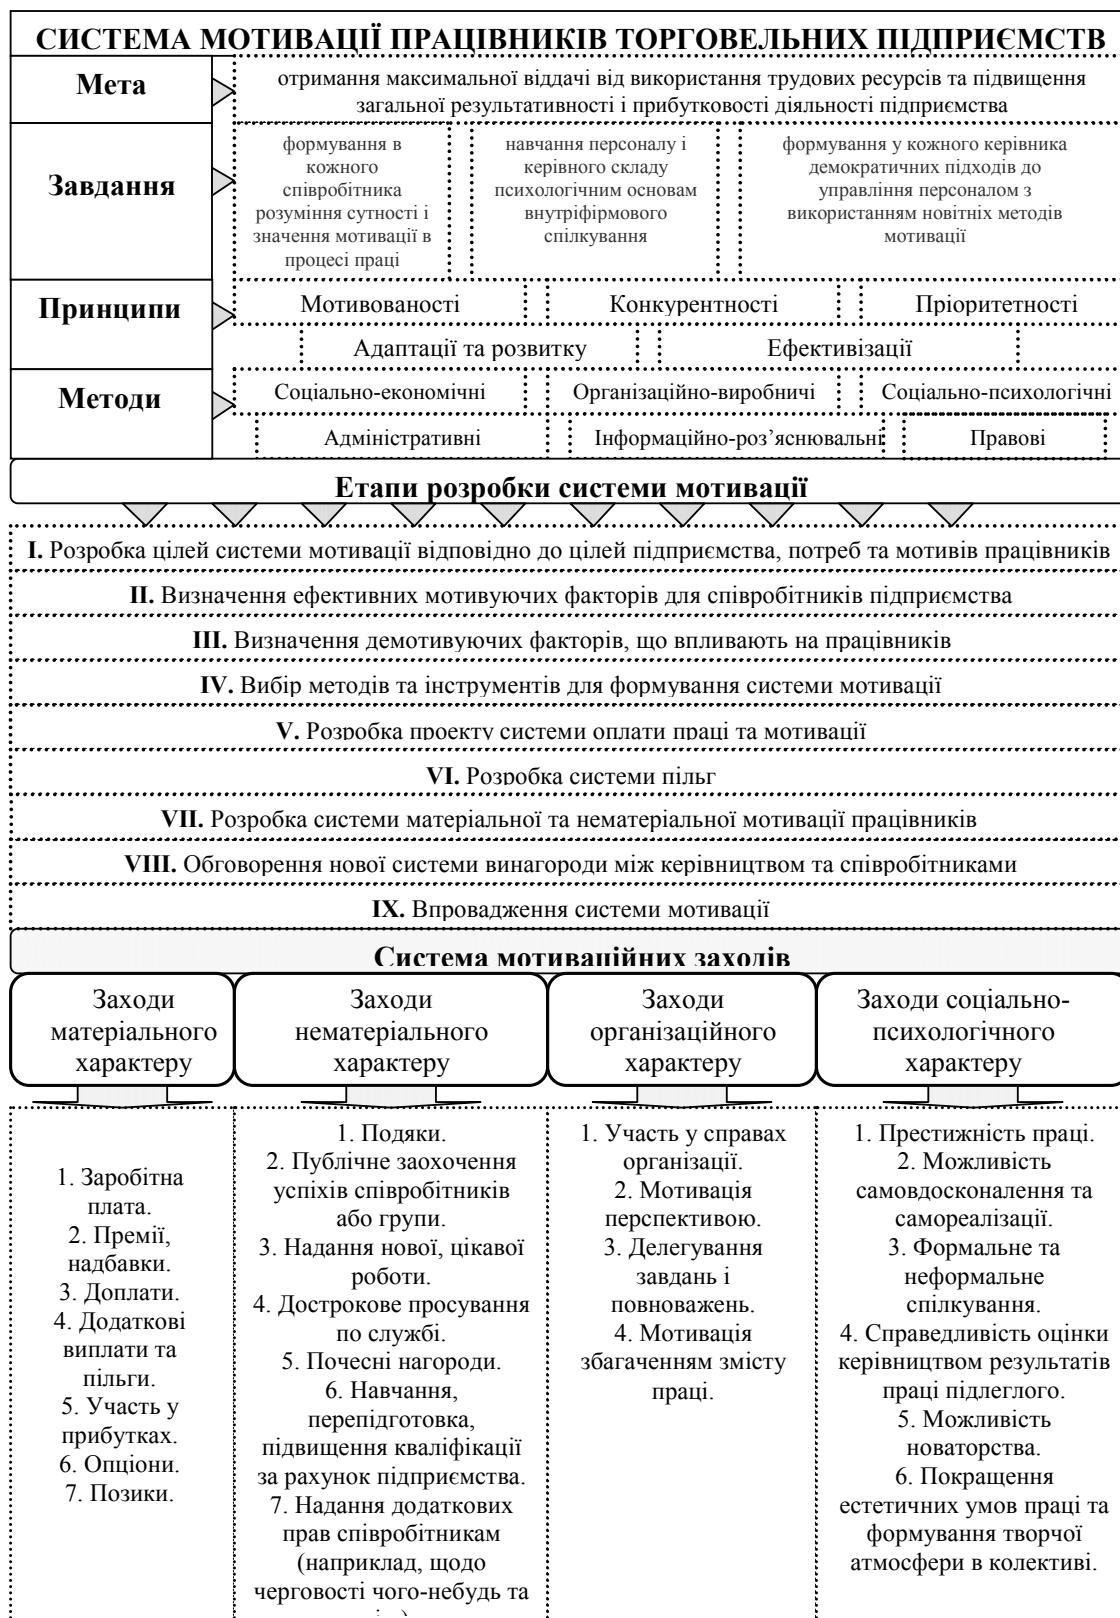 СИСТЕМА МОТИВАЦІЇ ПРАЦІВНИКІВ ТОРГОВЕЛЬНИХ ПІДПРИЄМСТВ
Мета
отримання максимальної віддачі від використання трудових ресурсів та підвищення
загальної результативності і прибутковості діяльності підприємства
Завдання
формування в
кожного
співробітника
розуміння сутності і
значення мотивації в
процесі праці
навчання персоналу і
керівного складу
психологічним основам
внутріфірмового
спілкування
формування у кожного керівника
демократичних підходів до
управління персоналом з
використанням новітніх методів
мотивації
Принципи
Мотивованості
Конкурентності
Пріоритетності
Адаптації та розвитку
Ефективізації
Методи
Соціально-економічні
Організаційно-виробничі
Соціально-психологічні
Адміністративні
Інформаційно-роз’яснювальні
Правові
Етапи розробки системи мотивації
I. Розробка цілей системи мотивації відповідно до цілей підприємства, потреб та мотивів працівників
II. Визначення ефективних мотивуючих факторів для співробітників підприємства
III. Визначення демотивуючих факторів, що впливають на працівників
IV. Вибір методів та інструментів для формування системи мотивації
V. Розробка проекту системи оплати праці та мотивації
VI. Розробка системи пільг
VII. Розробка системи матеріальної та нематеріальної мотивації працівників
VIII. Обговорення нової системи винагороди між керівництвом та співробітниками
IX. Впровадження системи мотивації
Система мотиваційних заходів
Заходи
матеріального
характеру
Заходи
нематеріального
характеру
Заходи
організаційного
характеру
Заходи соціально-
психологічного
характеру
1. Заробітна
плата.
2. Премії,
надбавки.
3. Доплати.
4. Додаткові
виплати та
пільги.
5. Участь у
прибутках.
6. Опціони.
7. Позики.
1. Подяки.
2. Публічне заохочення
успіхів співробітників
або групи.
3. Надання нової, цікавої
роботи.
4. Дострокове просування
по службі.
5. Почесні нагороди.
6. Навчання,
перепідготовка,
підвищення кваліфікації
за рахунок підприємства.
7. Надання додаткових
прав співробітникам
(наприклад, щодо
черговості чого-небудь та
1. Участь у справах
організації.
2. Мотивація
перспективою.
3. Делегування
завдань і
повноважень.
4. Мотивація
збагаченням змісту
праці.
1. Престижність праці.
2. Можливість
самовдосконалення та
самореалізації.
3. Формальне та
неформальне
спілкування.
4. Справедливість оцінки
керівництвом результатів
праці підлеглого.
5. Можливість
новаторства.
6. Покращення
естетичних умов праці та
формування творчої
атмосфери в колективі.